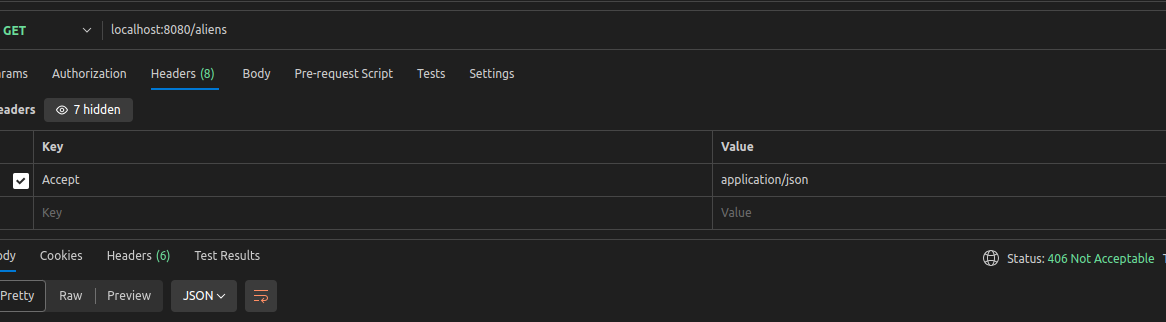 GET localhost:8080/aliens
arams Authorization Headers (8) Body Pre-request Script Tests Settings
eaders 7 hidden
Key Value
Accept application/json
Key Value
ody Cookies Headers (6) Test Results Status: 406 Not Acceptable T
Pretty Raw Preview JSON